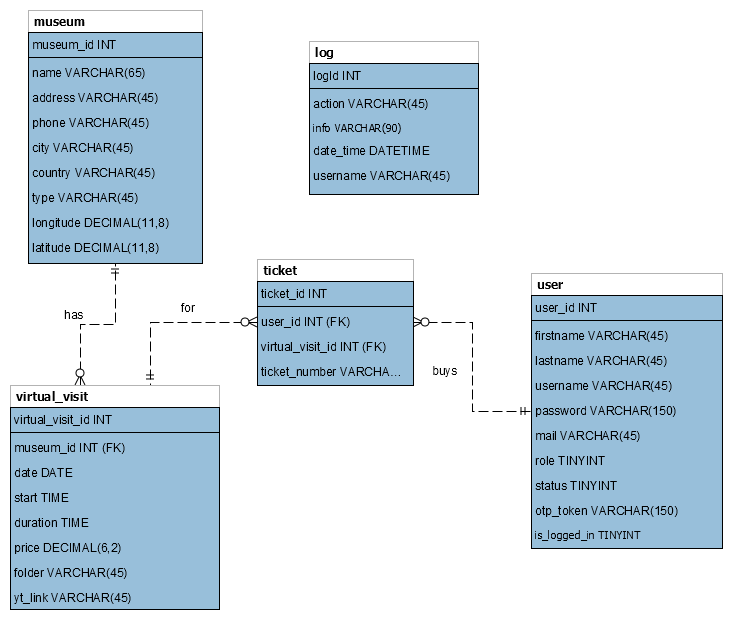 museum
museum_id INT
name VARCHAR(65)
address VARCHAR(45)
phone VARCHAR(45)
city VARCHAR(45)
country VARCHAR(45)
type VARCHAR(45)
longitude DECIMAL(11,8)
latitude DECIMAL(11,8)
log
logId INT
action VARCHAR(45)
info VARCHAR(90)
date_time DATETIME
username VARCHAR(45)
has
for
ticket
ticket_id INT
user_id INT (FK)
virtual_visit_id INT (FK)
ticket_number VARCHA...
buys
user
user_id INT
firstname VARCHAR(45)
lastname VARCHAR(45)
username VARCHAR(45)
password VARCHAR(150)
mail VARCHAR(45)
role TINYINT
status TINYINT
otp_token VARCHAR(150)
is_logged_in TINYINT
virtual_visit
virtual_visit_id INT
museum_id INT (FK)
date DATE
start TIME
duration TIME
price DECIMAL(6,2)
folder VARCHAR(45)
yt_link VARCHAR(45)